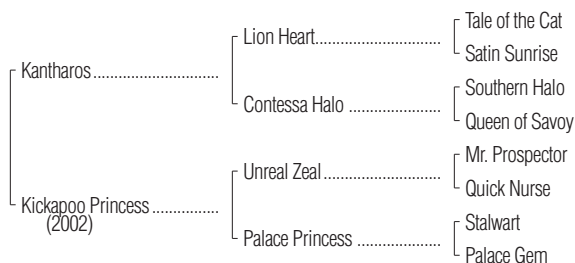 Tale of the Cat
Lion Heart
Satin Sunrise
Kantharos
Southern Halo
Contessa Halo
Queen of Savoy
Mr. Prospector
Unreal Zeal
Quick Nurse
Kickapoo Princess
(2002)
Stalwart
Palace Princess
Palace Gem